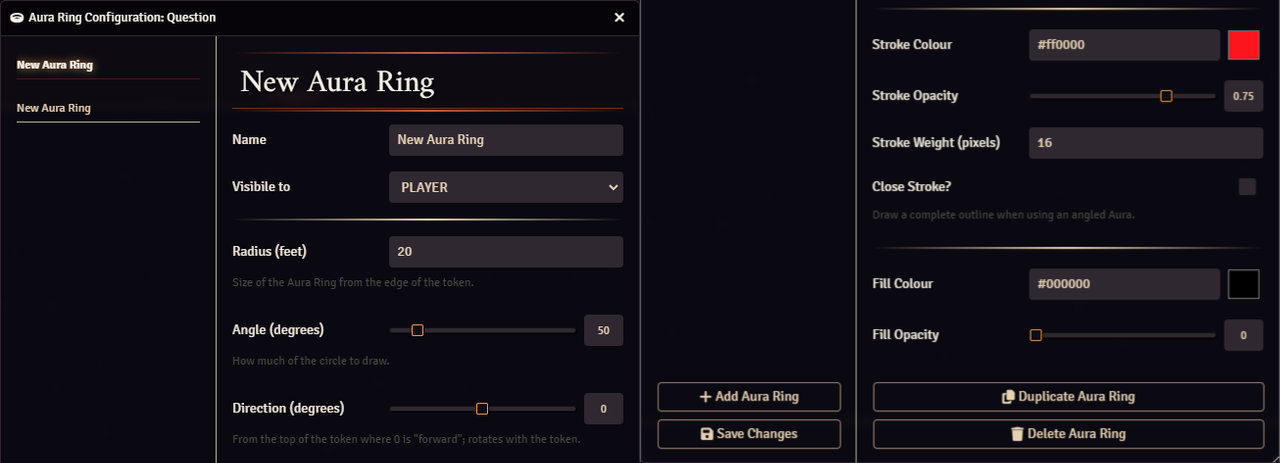 Aura Ring Configuration: Question
New Aura Ring
New Aura Ring
New Aura Ring
Name
New Aura Ring
Visibile to
PLAYER
Radius (feet)
20
Size of the Aura Ring from the edge of the token.
Angle (degrees)
50
How much of the circle to draw.
Direction (degrees)
0
From the top of the token where 0 is "forward"; rotates with the token.
Add Aura Ring
Save Changes
Stroke Colour
#ff0000
Stroke Opacity
0.75
Stroke Weight (pixels)
16
Close Stroke?
Draw a complete outline when using an angled Aura.
Fill Colour
#000000
Fill Opacity
0
Duplicate Aura Ring
Delete Aura Ring